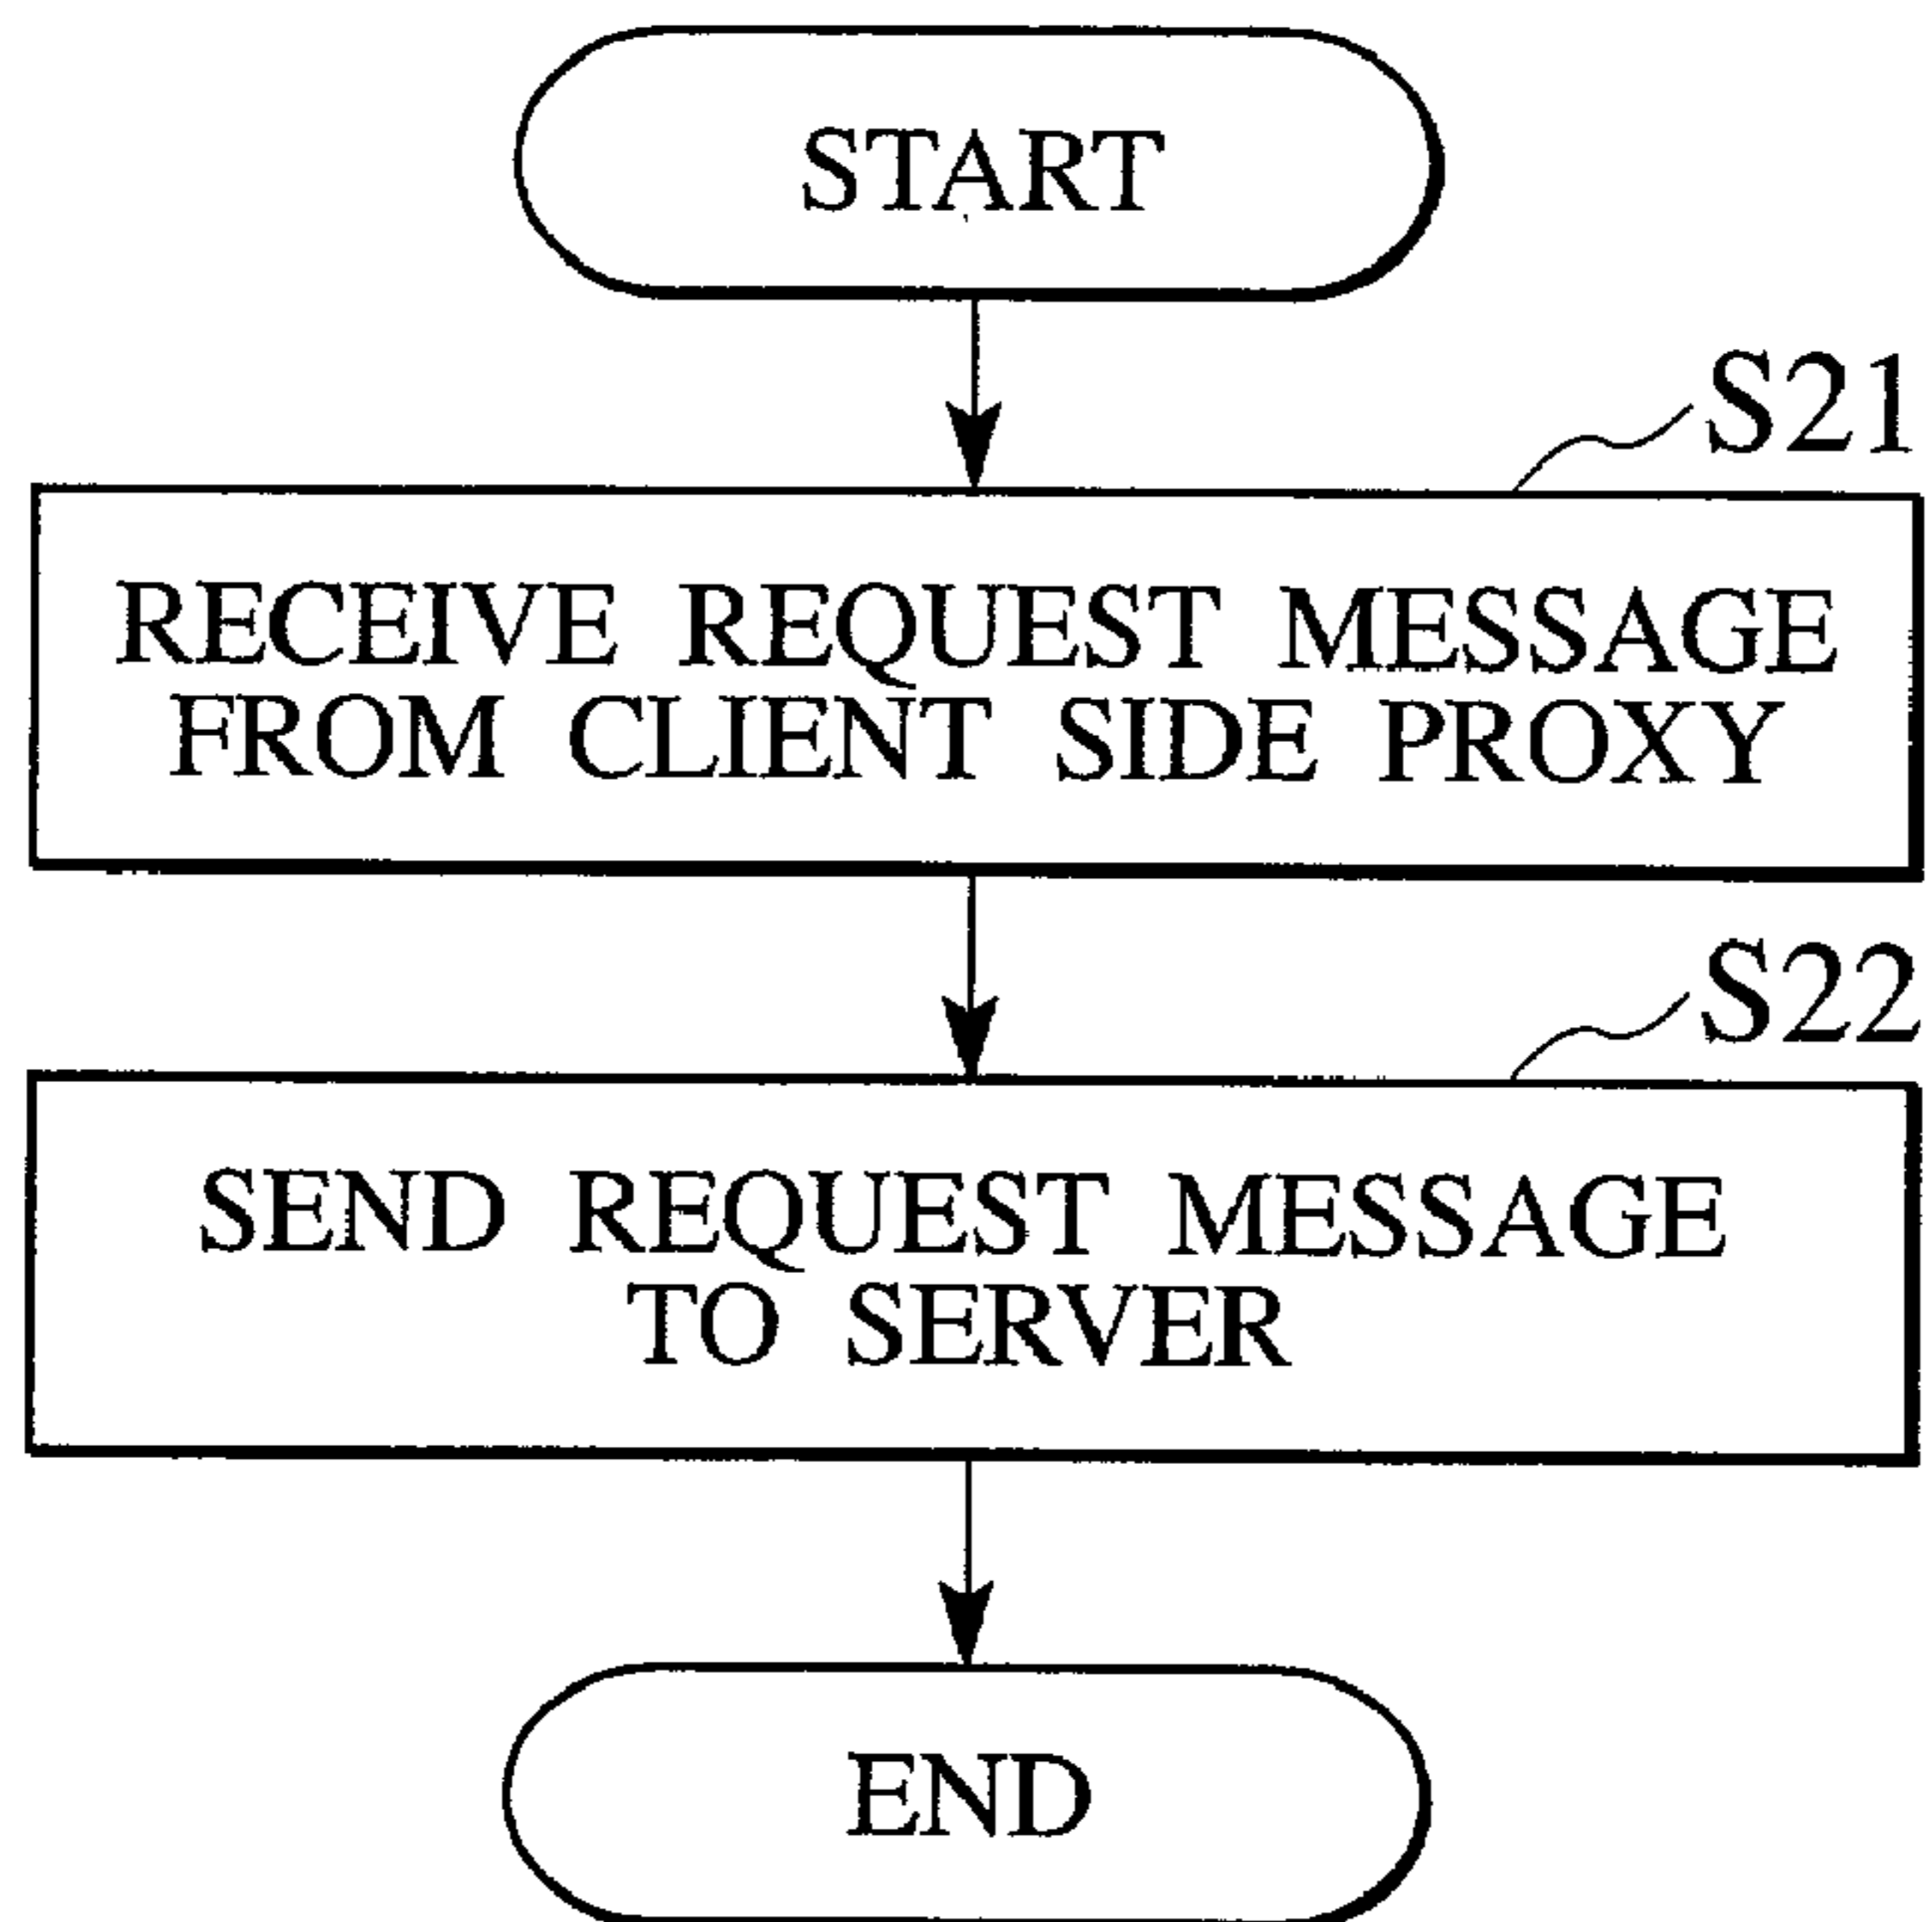 START
S21
RECEIVE REQUEST MESSAGE
FROM CLIENT SIDE PROXY
S22
SEND REQUEST MESSAGE
TO SERVER
END